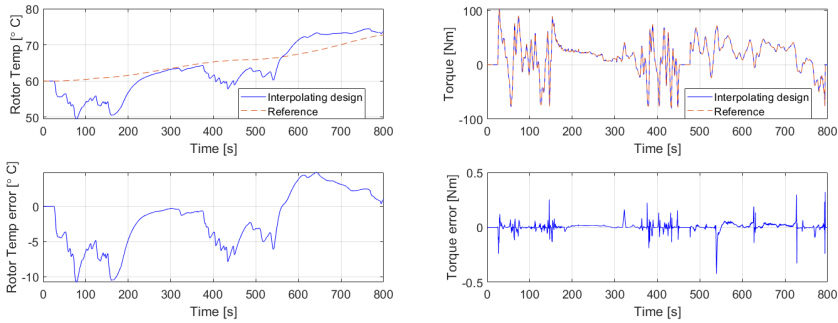 80
70
60
50
Rotor Temp [° C]
Interpolating design
Reference
0 100 200 300 400 500 600 700 800
Time [s]
100
0
-100
Torque [Nm]
Interpolating design
Reference
0 100 200 300 400 500 600 700 800
Time [s]
0
-5
-10
Rotor Temp error [° C]
0 100 200 300 400 500 600 700 800
Time [s]
0.5
0
-0.5
Torque error [Nm]
0 100 200 300 400 500 600 700 800
Time [s]